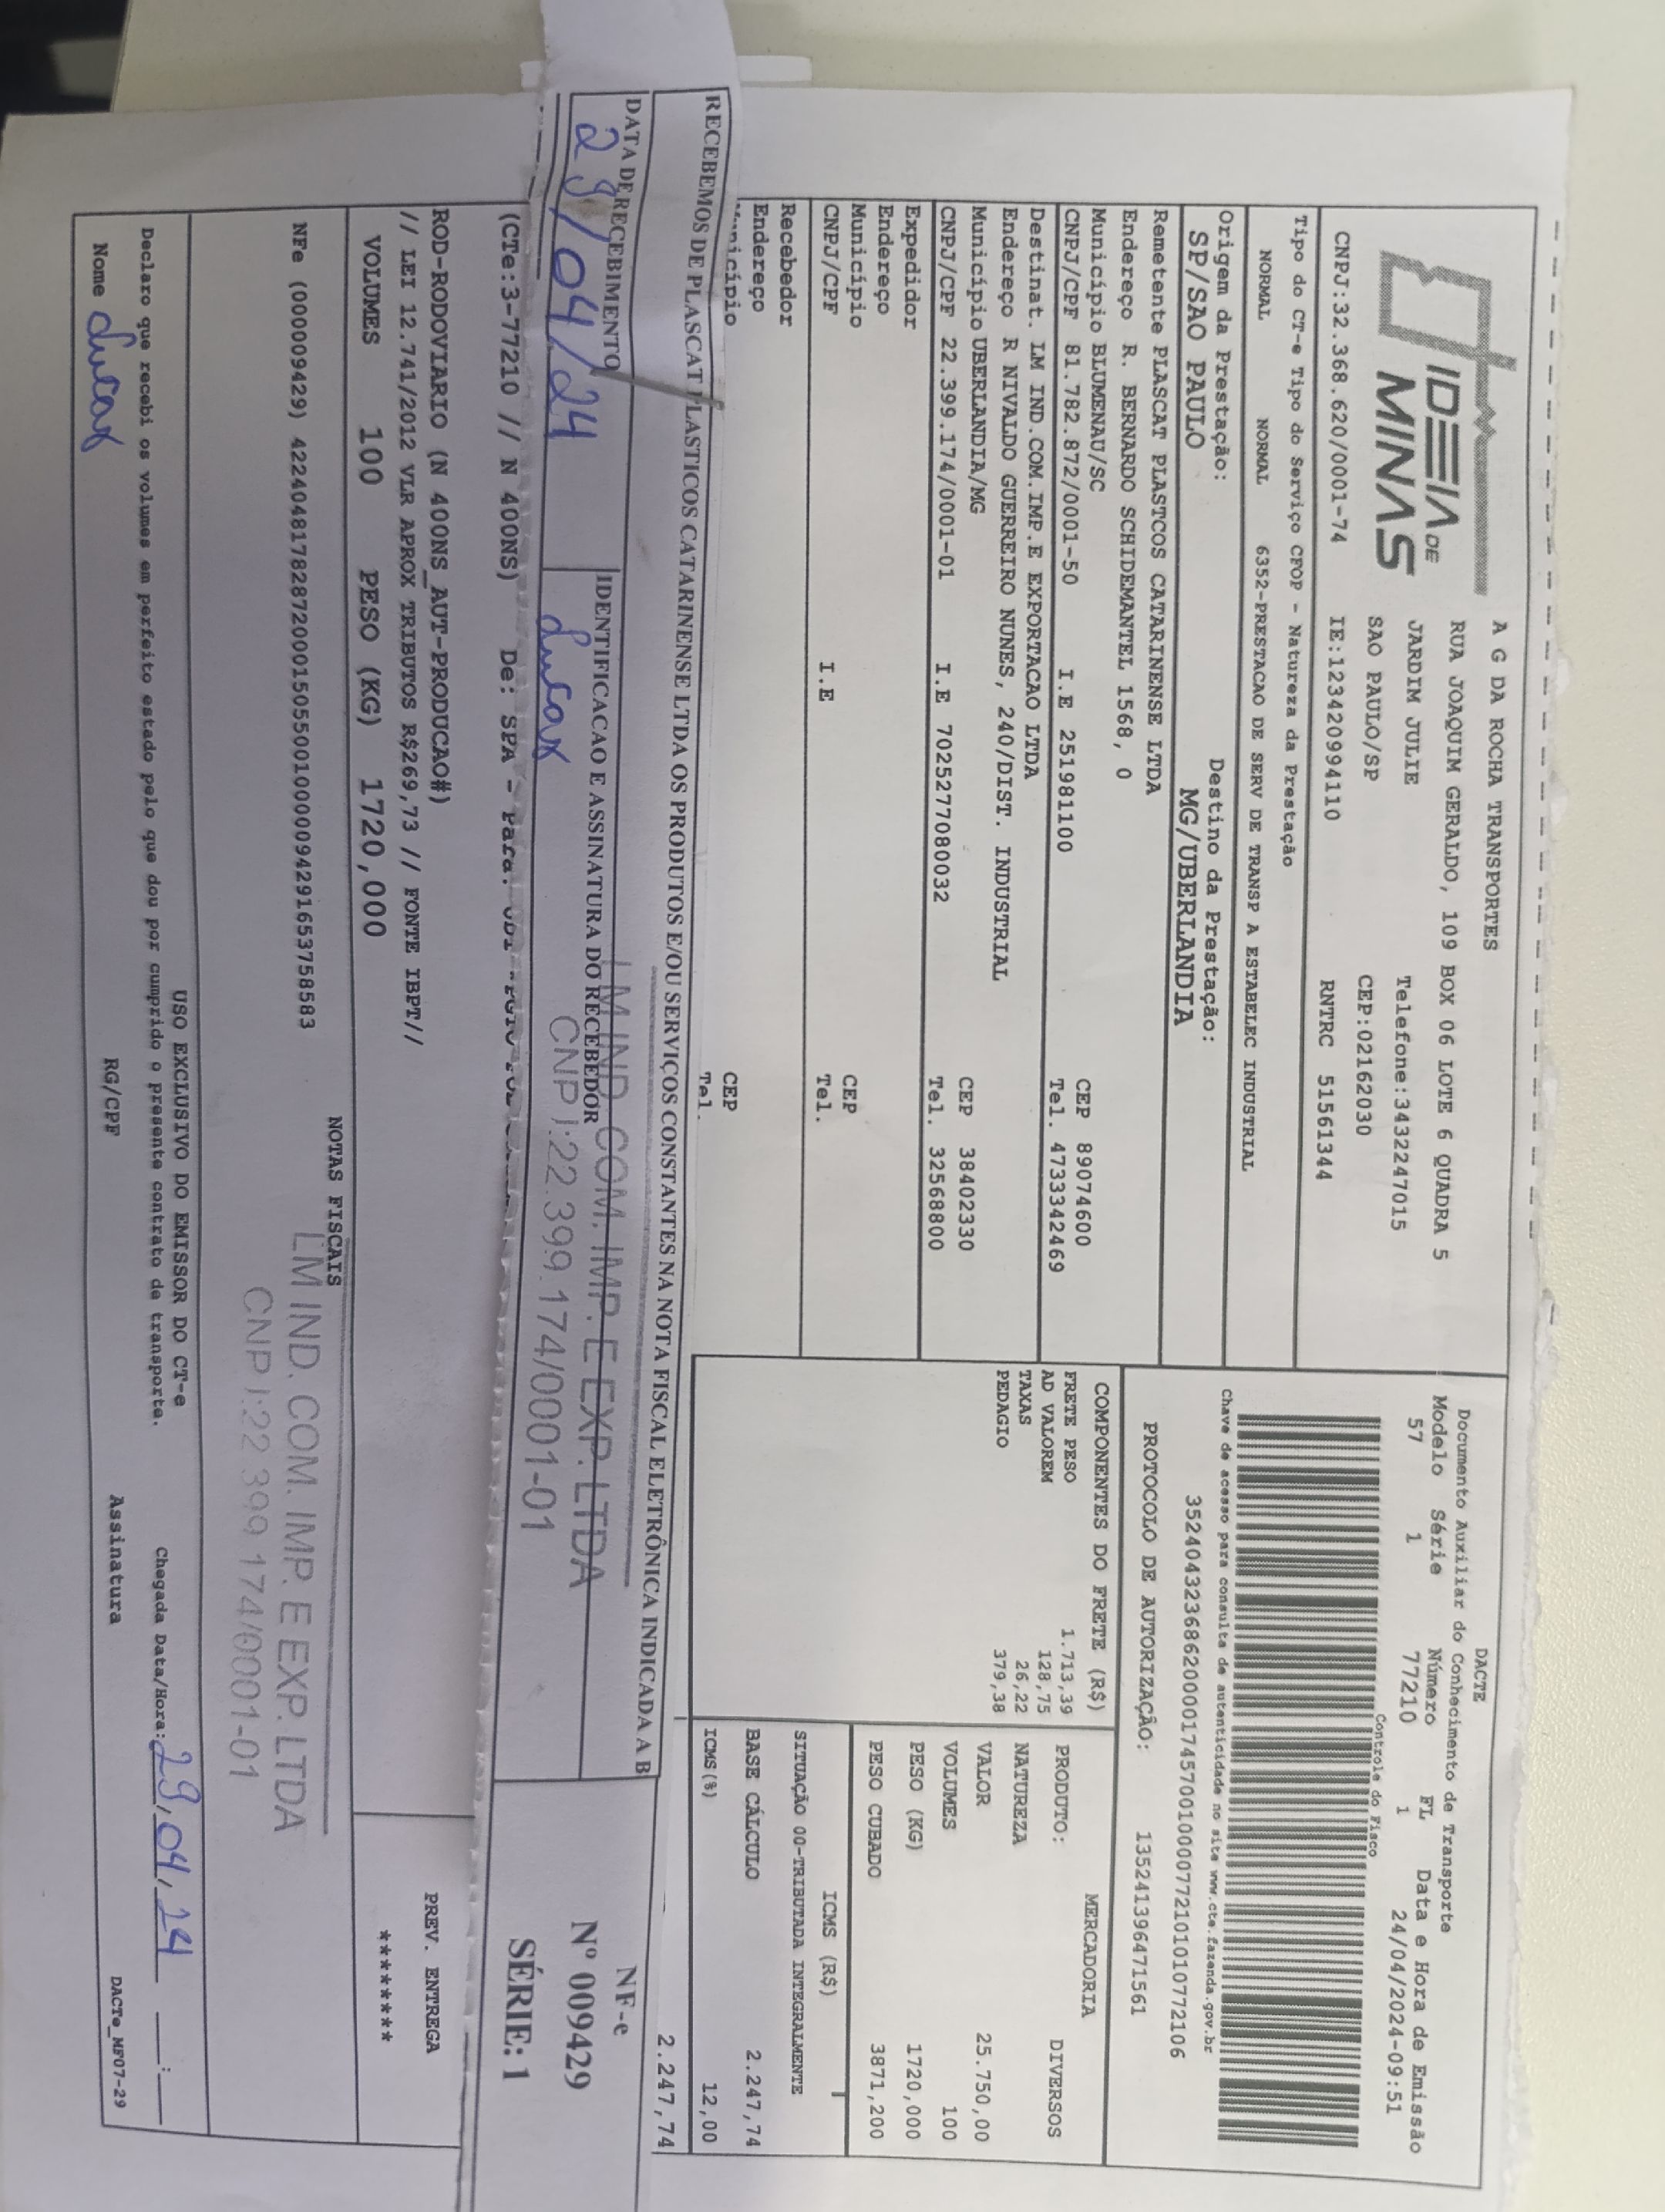 IDEIA DE
MINAS
A G DA ROCHA TRANSPORTES
RUA JOAQUIM GERALDO, 109 BOX 06 LOTE 6 QUADRA 5
JARDIM JULIE Telefone:3432247015
SAO PAULO/SP CEP:02162030
CNPJ:32.368.620/0001-74 IE:123420994110 RNTRC 51561344
Tipo do CT-e Tipo do Serviço CFOP - Natureza da Prestação
NORMAL NORMAL 6352-PRESTACAO DE SERV DE TRANSP A ESTABELEC INDUSTRIAL
Origem da Prestação: Destino da Prestação:
SP/SAO PAULO MG/UBERLANDIA
Remetente PLASCAT PLASTCOS CATARINENSE LTDA
Endereço R. BERNARDO SCHIDEMANTEL 1568, 0
Município BLUMENAU/SC CEP 89074600
CNPJ/CPF 81.782.872/0001-50 I.E 251981100 Tel. 4733342469
Destinat. LM IND.COM.IMP.E EXPORTACAO LTDA
Endereço R NIVALDO GUERREIRO NUNES, 240/DIST. INDUSTRIAL
Município UBERLANDIA/MG CEP 38402330
CNPJ/CPF 22.399.174/0001-01 I.E 7025277080032 Tel. 32568800
Expedidor
Endereço
Município CEP
CNPJ/CPF I.E Tel.
Recebedor
Endereço
Município CEP
Tel.
DACTE
Documento Auxiliar do Conhecimento de Transporte
Modelo Série Número FL Data e Hora de Emissão
57 1 77210 1 24/04/2024-09:51
Controle do Fisco
Chave de acesso para consulta de autenticidade no site www.cte.fazenda.gov.br
35240432368620000174570010000772101010772106
PROTOCOLO DE AUTORIZAÇÃO: 135241396471561
COMPONENTES DO FRETE (R$)
FRETE PESO 1.713,39
AD VALOREM 128,75
TAXAS 26,22
PEDAGIO 379,38
MERCADORIA
PRODUTO: DIVERSOS
NATUREZA
VALOR 25.750,00
VOLUMES 100
PESO (KG) 1720,000
PESO CUBADO 3871,200
ICMS (R$)
SITUAÇÃO 00-TRIBUTADA INTEGRALMENTE
BASE CÁLCULO 2.247,74
ICMS(%) 12,00
2.247,74
RECEBEMOS DE PLASCAT PLASTICOS CATARINENSE LTDA OS PRODUTOS E/OU SERVIÇOS CONSTANTES NA NOTA FISCAL ELETRÔNICA INDICADA A B
DATA DE RECEBIMENTO IDENTIFICACAO E ASSINATURA DO RECEBEDOR
29/04/24 Lucas
LM IND. COM. IMP. E EXP. LTDA
CNPJ:22.399.174/0001-01
NF-e
Nº 009429
SÉRIE: 1
(CTe:3-77210 // N 400NS) De: SPA - Para:
ROD-RODOVIARIO (N 400NS_AUT-PRODUCAO#)
// LEI 12.741/2012 VLR APROX TRIBUTOS R$269,73 // FONTE IBPT//
VOLUMES 100 PESO (KG) 1720,000
PREV. ENTREGA
********
NOTAS FISCAIS
NFe (000009429) 42240481782872000150550010000094291653758583
LM IND. COM. IMP. E EXP. LTDA
CNPJ:22.399.174/0001-01
USO EXCLUSIVO DO EMISSOR DO CT-e
Declaro que recebi os volumes em perfeito estado pelo que dou por cumprido o presente contrato de transporte. Chegada Data/Hora: 29/04/24 __:__
Nome Lucas RG/CPF Assinatura DACTe_MF07-29